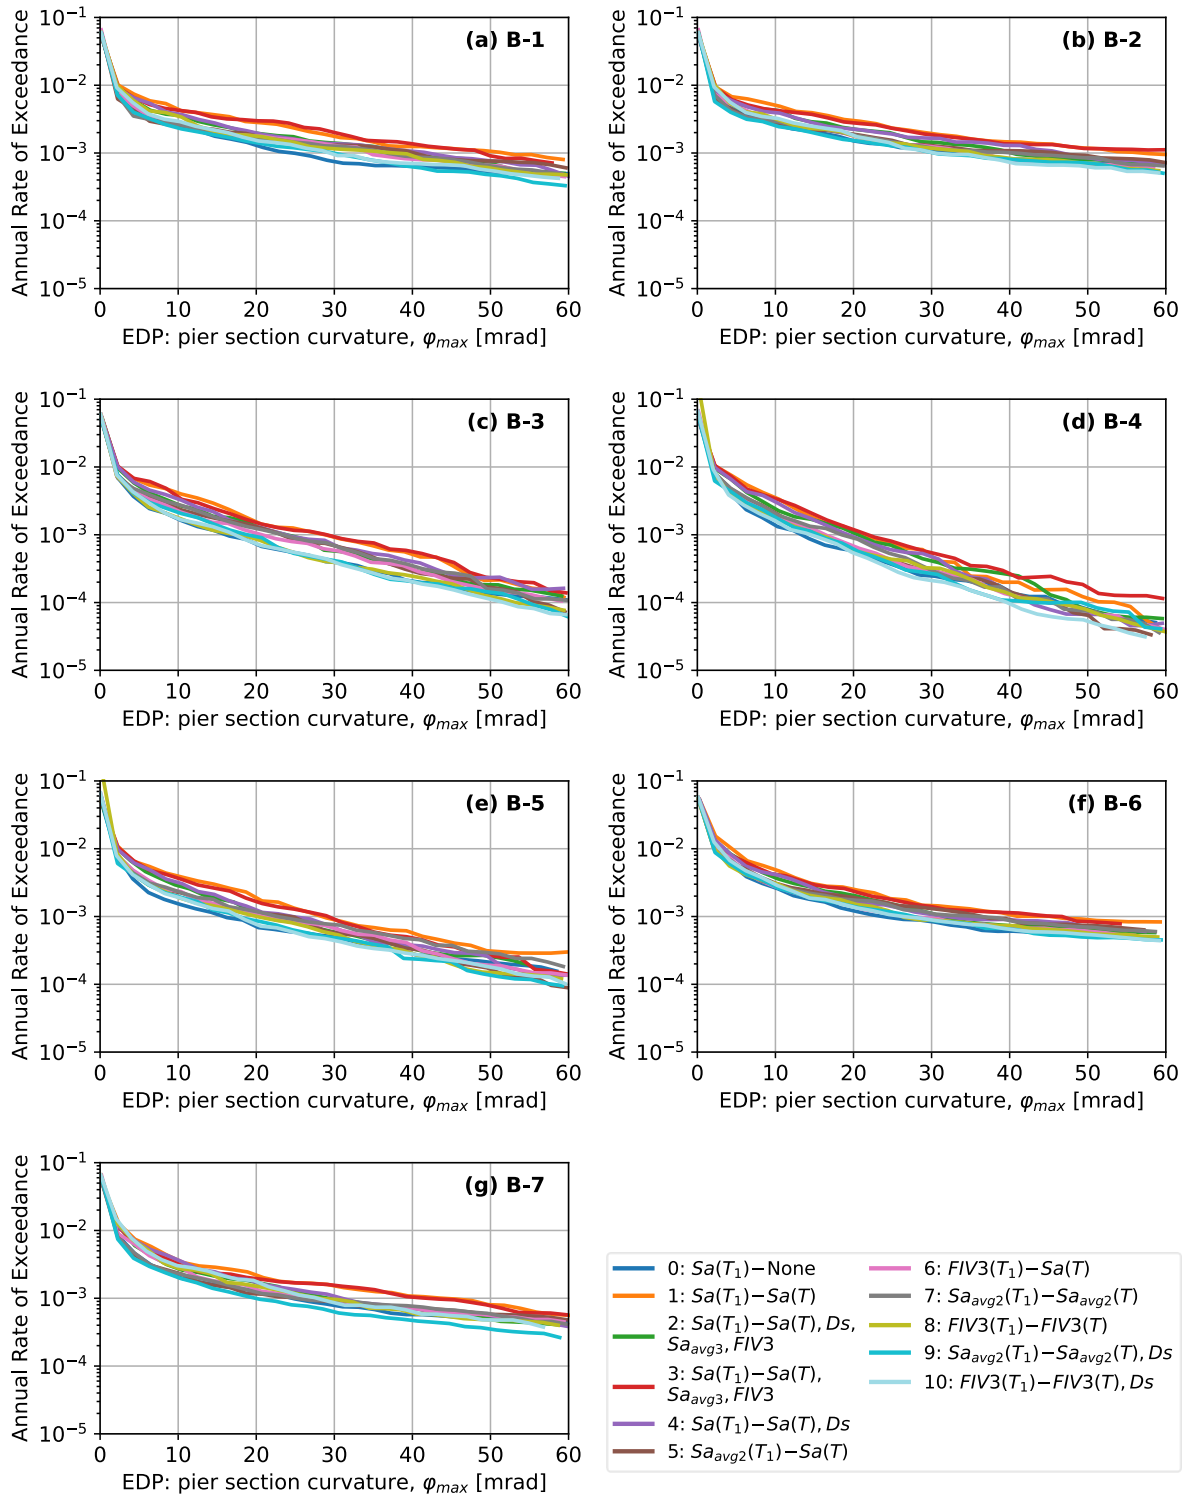 (a) B-1
Annual Rate of Exceedance
10⁻¹
10⁻²
10⁻³
10⁻⁴
10⁻⁵
0 10 20 30 40 50 60
EDP: pier section curvature, φmax [mrad]
(b) B-2
Annual Rate of Exceedance
10⁻¹
10⁻²
10⁻³
10⁻⁴
10⁻⁵
0 10 20 30 40 50 60
EDP: pier section curvature, φmax [mrad]
(c) B-3
Annual Rate of Exceedance
10⁻¹
10⁻²
10⁻³
10⁻⁴
10⁻⁵
0 10 20 30 40 50 60
EDP: pier section curvature, φmax [mrad]
(d) B-4
Annual Rate of Exceedance
10⁻¹
10⁻²
10⁻³
10⁻⁴
10⁻⁵
0 10 20 30 40 50 60
EDP: pier section curvature, φmax [mrad]
(e) B-5
Annual Rate of Exceedance
10⁻¹
10⁻²
10⁻³
10⁻⁴
10⁻⁵
0 10 20 30 40 50 60
EDP: pier section curvature, φmax [mrad]
(f) B-6
Annual Rate of Exceedance
10⁻¹
10⁻²
10⁻³
10⁻⁴
10⁻⁵
0 10 20 30 40 50 60
EDP: pier section curvature, φmax [mrad]
(g) B-7
Annual Rate of Exceedance
10⁻¹
10⁻²
10⁻³
10⁻⁴
10⁻⁵
0 10 20 30 40 50 60
EDP: pier section curvature, φmax [mrad]
0: Sa(T₁)−None
1: Sa(T₁)−Sa(T)
2: Sa(T₁)−Sa(T), Ds,
Saavg3, FIV3
3: Sa(T₁)−Sa(T),
Saavg3, FIV3
4: Sa(T₁)−Sa(T), Ds
5: Saavg2(T₁)−Sa(T)
6: FIV3(T₁)−Sa(T)
7: Saavg2(T₁)−Saavg2(T)
8: FIV3(T₁)−FIV3(T)
9: Saavg2(T₁)−Saavg2(T), Ds
10: FIV3(T₁)−FIV3(T), Ds